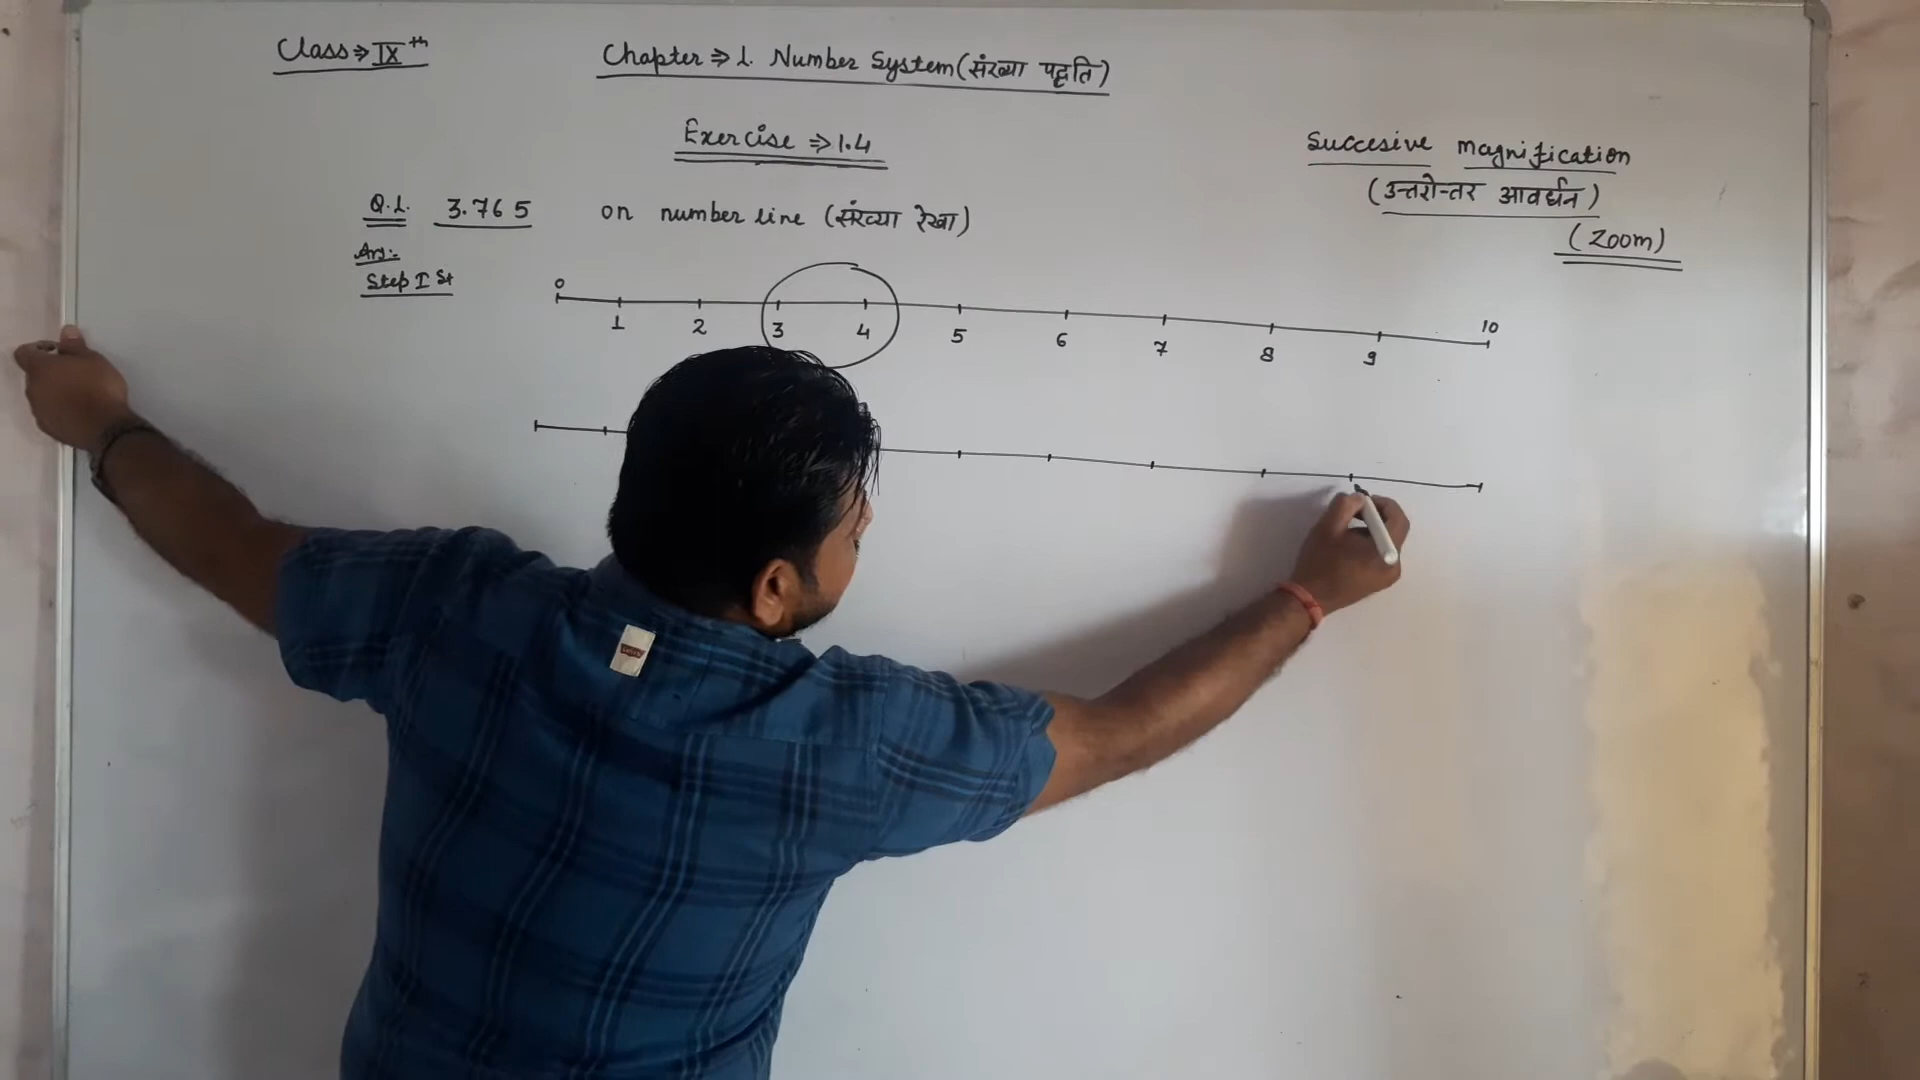 Class ⇒ IXth
Chapter ⇒ 1. Number System (संख्या पद्धति)
Exercise ⇒ 1.4
Succesive magnification
(उत्तरोत्तर आवर्धन)
(Zoom)
Q.1. 3.765 on number line (संख्या रेखा)
Ans:-
Step I st
0 1 2 3 4 5 6 7 8 9 10